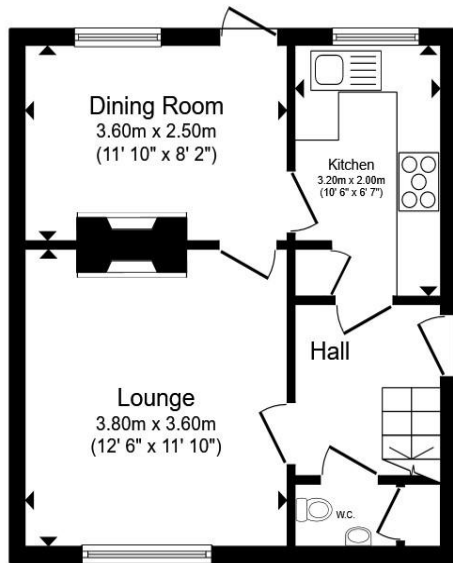 Dining Room
3.60m x 2.50m
(11' 10" x 8' 2")
Kitchen
3.20m x 2.00m
(10' 6" x 6' 7")
Hall
Lounge
3.80m x 3.60m
(12' 6" x 11' 10")
W.C.